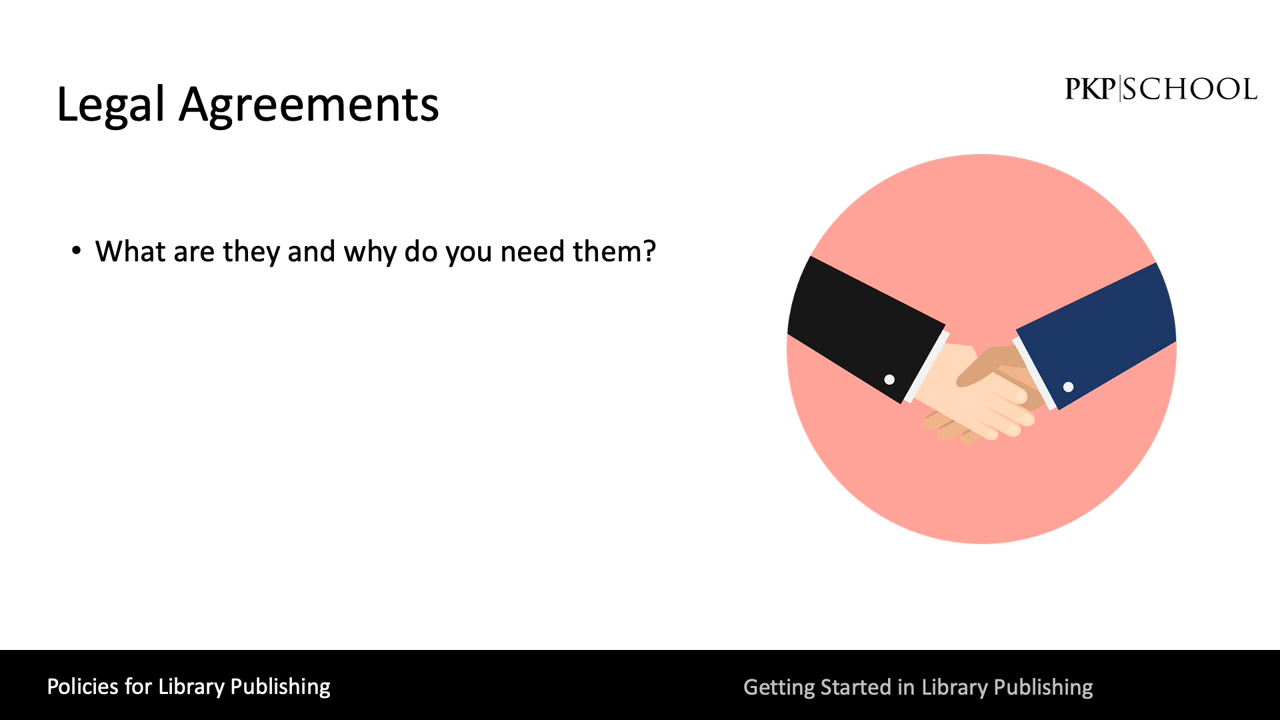 Legal Agreements
PKP|SCHOOL
• What are they and why do you need them?
Policies for Library Publishing
Getting Started in Library Publishing